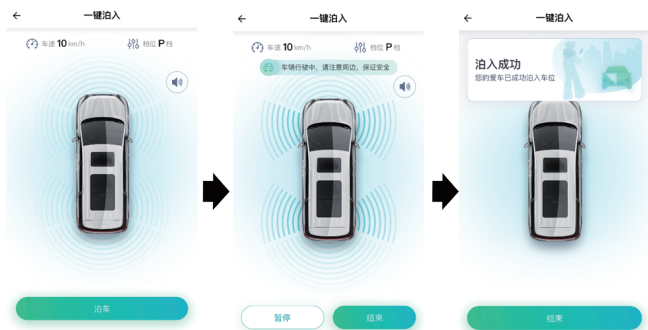 一键泊入
车速 10 km/h 档位 P 档
泊车
一键泊入
车速 10 km/h 档位 P 档
车辆行驶中，请注意周边，保证安全
暂停 结束
一键泊入
泊入成功
您的爱车已成功泊入车位
结束